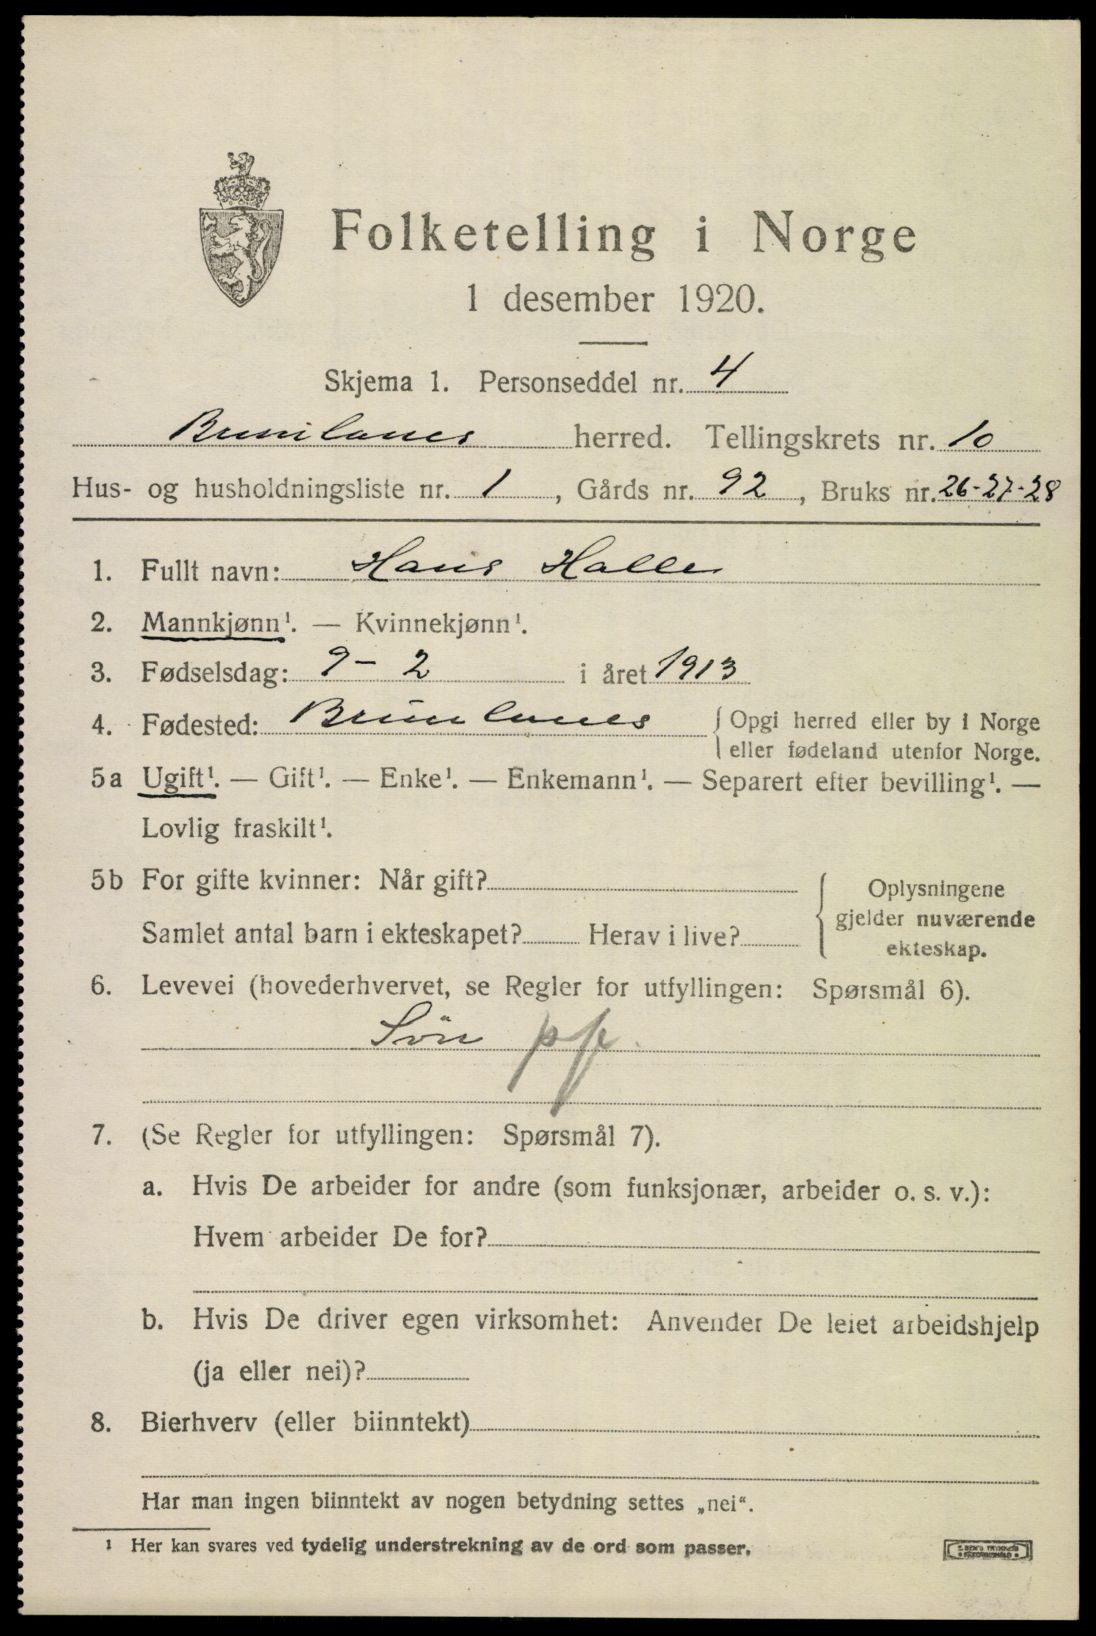 Folketelling i Norge
1 desember 1920.
Skjema 1. Personseddel nr. 4
Brunlanes herred. Tellingskrets nr. 10
Hus- og husholdningsliste nr. 1, Gårds nr. 92, Bruks nr. 26-27-28
1. Fullt navn: Hans Halle
2. Mannkjønn¹. — Kvinnekjønn¹.
3. Fødselsdag: 9 - 2 i året 1913
4. Fødested: Brunlanes { Opgi herred eller by i Norge
eller fødeland utenfor Norge.
5a Ugift¹. — Gift¹. — Enke¹. — Enkemann¹. — Separert efter bevilling¹. —
Lovlig fraskilt¹.
5b For gifte kvinner: Når gift?
Samlet antal barn i ekteskapet? Herav i live?
{ Oplysningene
gjelder nuværende
ekteskap.
6. Levevei (hovederhvervet, se Regler for utfyllingen: Spørsmål 6).
Sön pf.
7. (Se Regler for utfyllingen: Spørsmål 7).
a. Hvis De arbeider for andre (som funksjonær, arbeider o. s. v.):
Hvem arbeider De for?
b. Hvis De driver egen virksomhet: Anvender De leiet arbeidshjelp
(ja eller nei)?
8. Bierhverv (eller biinntekt)
Har man ingen biinntekt av nogen betydning settes „nei“.
¹ Her kan svares ved tydelig understrekning av de ord som passer.